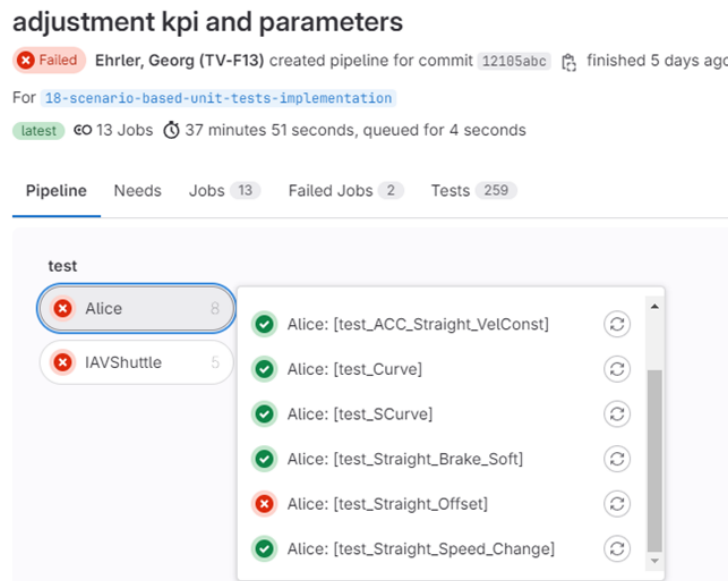 adjustment kpi and parameters
Failed Ehrler, Georg (TV-F13) created pipeline for commit 12105abc finished 5 days ago
For 18-scenario-based-unit-tests-implementation
latest 13 Jobs 37 minutes 51 seconds, queued for 4 seconds
Pipeline Needs Jobs 13 Failed Jobs 2 Tests 259
test
Alice 8
IAVShuttle 5
Alice: [test_ACC_Straight_VelConst]
Alice: [test_Curve]
Alice: [test_SCurve]
Alice: [test_Straight_Brake_Soft]
Alice: [test_Straight_Offset]
Alice: [test_Straight_Speed_Change]